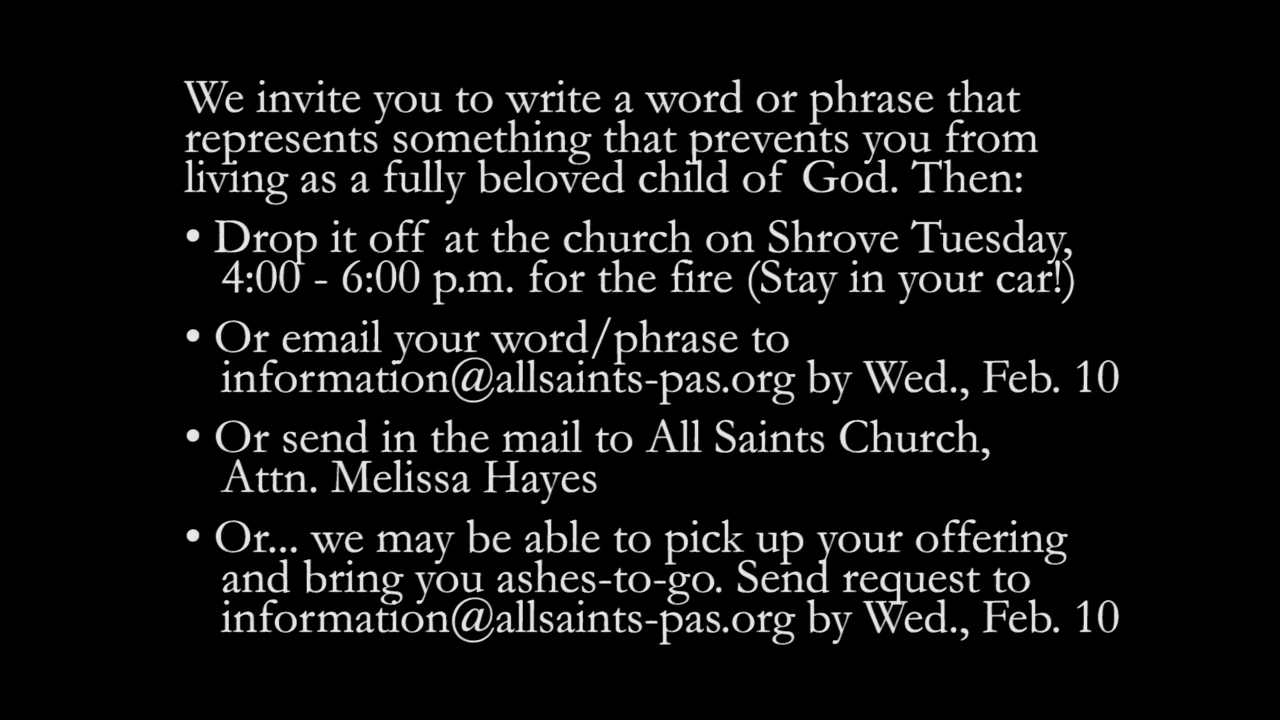 We invite you to write a word or phrase that
represents something that prevents you from
living as a fully beloved child of God. Then:
• Drop it off at the church on Shrove Tuesday,
4:00 - 6:00 p.m. for the fire (Stay in your car!)
• Or email your word/phrase to
information@allsaints-pas.org by Wed., Feb. 10
• Or send in the mail to All Saints Church,
Attn. Melissa Hayes
• Or... we may be able to pick up your offering
and bring you ashes-to-go. Send request to
information@allsaints-pas.org by Wed., Feb. 10